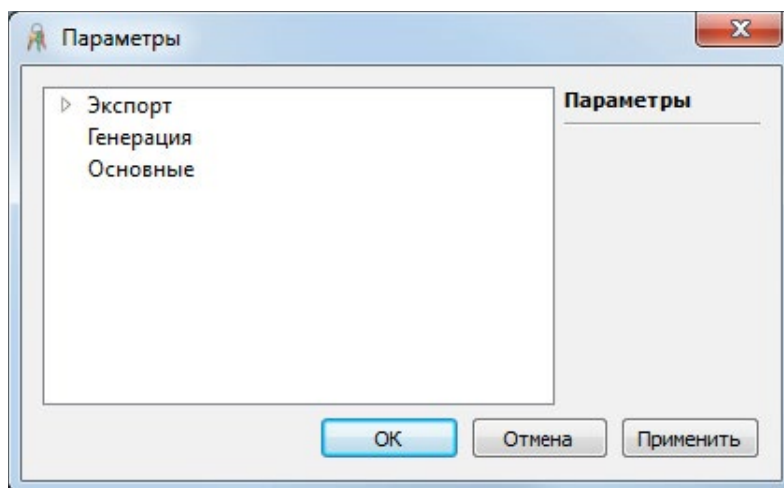 Параметры
Экспорт
Генерация
Основные
Параметры
OK
Отмена
Применить